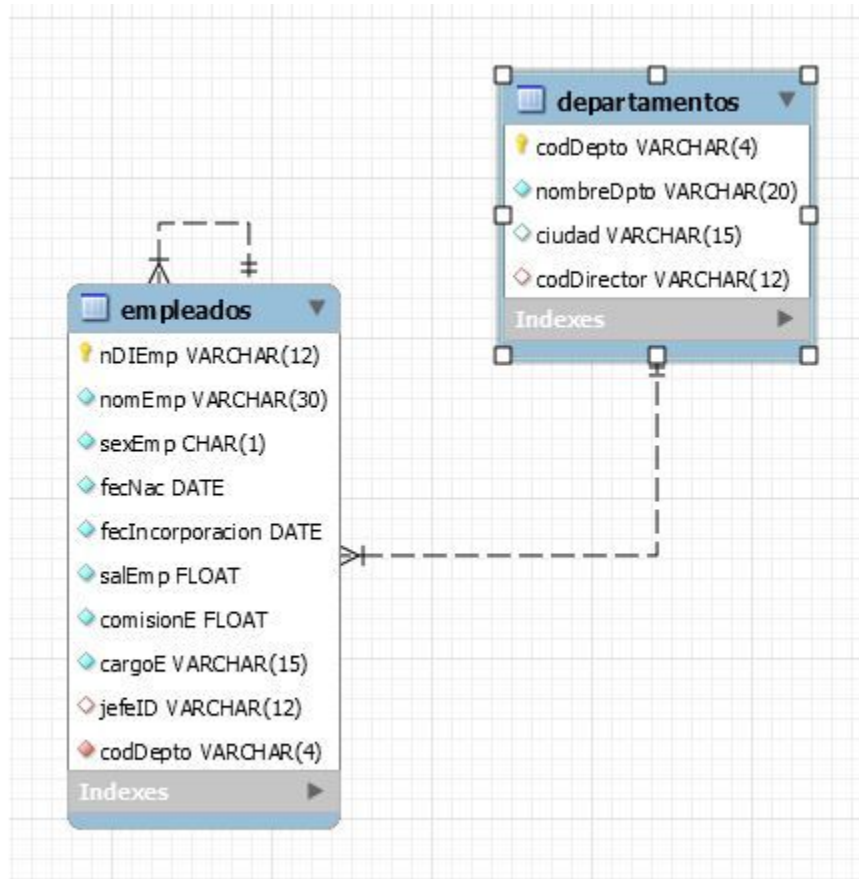 departamentos
codDepto VARCHAR(4)
nombreDpto VARCHAR(20)
ciudad VARCHAR(15)
codDirector VARCHAR(12)
Indexes
empleados
nDIEmp VARCHAR(12)
nomEmp VARCHAR(30)
sexEmp CHAR(1)
fecNac DATE
fecIncorporacion DATE
salEmp FLOAT
comisionE FLOAT
cargoE VARCHAR(15)
jefeID VARCHAR(12)
codDepto VARCHAR(4)
Indexes